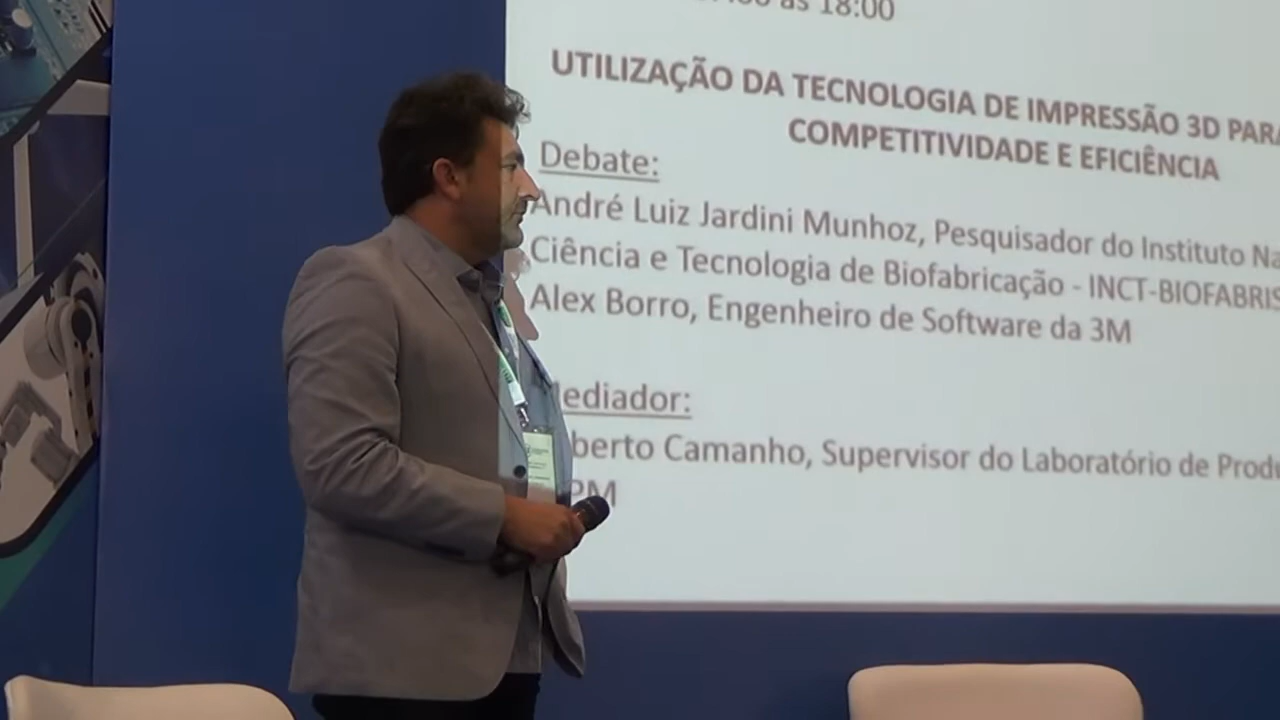 às 18:00
UTILIZAÇÃO DA TECNOLOGIA DE IMPRESSÃO 3D PARA
COMPETITIVIDADE E EFICIÊNCIA
Debate:
André Luiz Jardini Munhoz, Pesquisador do Instituto Na
Ciência e Tecnologia de Biofabricação - INCT-BIOFABRIS
Alex Borro, Engenheiro de Software da 3M
ediador:
berto Camanho, Supervisor do Laboratório de Produ
PM